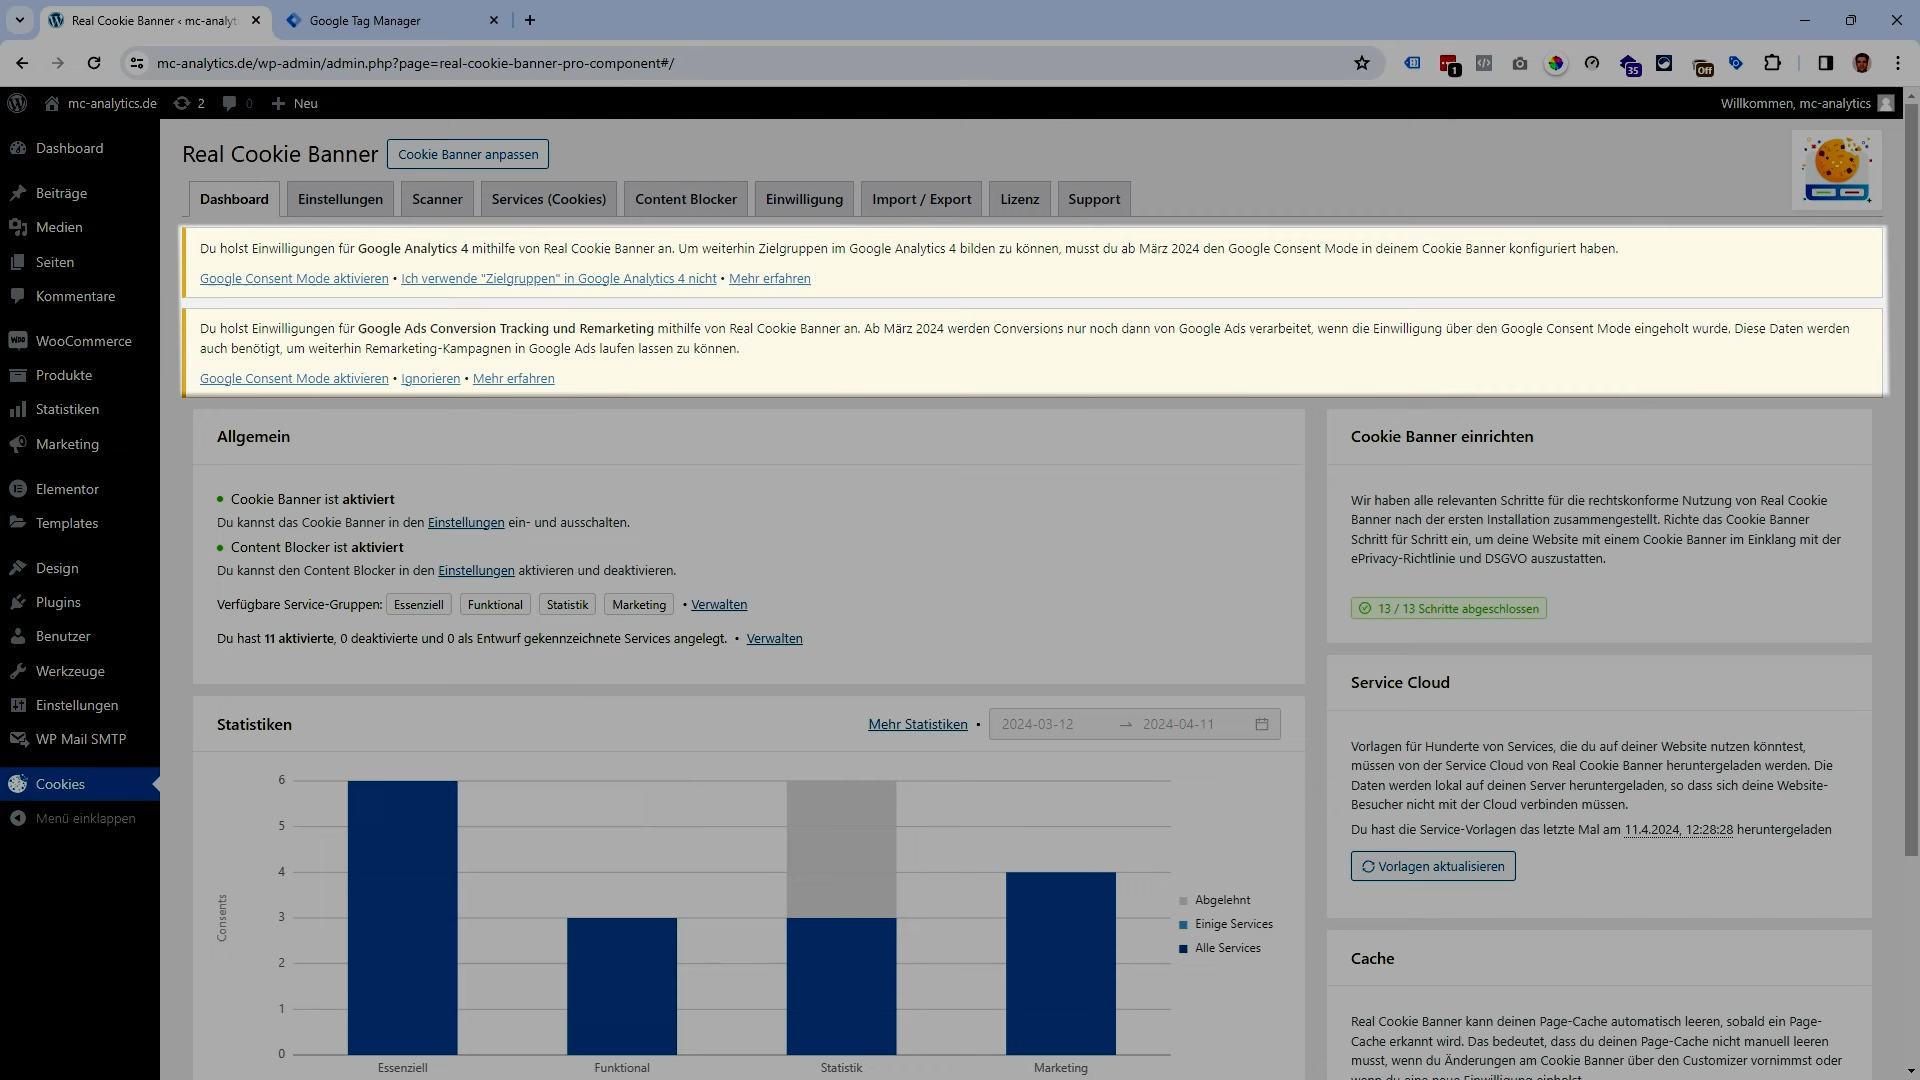 Real Cookie Banner ‹ mc-analyt
Google Tag Manager
mc-analytics.de/wp-admin/admin.php?page=real-cookie-banner-pro-component#/
1
35
Off
mc-analytics.de
2
0
Neu
Willkommen, mc-analytics
Dashboard
Beiträge
Medien
Seiten
Kommentare
WooCommerce
Produkte
Statistiken
Marketing
Elementor
Templates
Design
Plugins
Benutzer
Werkzeuge
Einstellungen
WP Mail SMTP
Cookies
Menü einklappen
Real Cookie Banner
Cookie Banner anpassen
Dashboard
Einstellungen
Scanner
Services (Cookies)
Content Blocker
Einwilligung
Import / Export
Lizenz
Support
Du holst Einwilligungen für Google Analytics 4 mithilfe von Real Cookie Banner an. Um weiterhin Zielgruppen im Google Analytics 4 bilden zu können, musst du ab März 2024 den Google Consent Mode in deinem Cookie Banner konfiguriert haben.
Google Consent Mode aktivieren • Ich verwende "Zielgruppen" in Google Analytics 4 nicht • Mehr erfahren
Du holst Einwilligungen für Google Ads Conversion Tracking und Remarketing mithilfe von Real Cookie Banner an. Ab März 2024 werden Conversions nur noch dann von Google Ads verarbeitet, wenn die Einwilligung über den Google Consent Mode eingeholt wurde. Diese Daten werden
auch benötigt, um weiterhin Remarketing-Kampagnen in Google Ads laufen lassen zu können.
Google Consent Mode aktivieren • Ignorieren • Mehr erfahren
Allgemein
Cookie Banner ist aktiviert
Du kannst das Cookie Banner in den Einstellungen ein- und ausschalten.
Content Blocker ist aktiviert
Du kannst den Content Blocker in den Einstellungen aktivieren und deaktivieren.
Verfügbare Service-Gruppen: Essenziell Funktional Statistik Marketing • Verwalten
Du hast 11 aktivierte, 0 deaktivierte und 0 als Entwurf gekennzeichnete Services angelegt. • Verwalten
Statistiken
Mehr Statistiken •
2024-03-12 → 2024-04-11
6
5
4
3
2
1
0
Consents
Essenziell
Funktional
Statistik
Marketing
Abgelehnt
Einige Services
Alle Services
Cookie Banner einrichten
Wir haben alle relevanten Schritte für die rechtskonforme Nutzung von Real Cookie
Banner nach der ersten Installation zusammengestellt. Richte das Cookie Banner
Schritt für Schritt ein, um deine Website mit einem Cookie Banner im Einklang mit der
ePrivacy-Richtlinie und DSGVO auszustatten.
13 / 13 Schritte abgeschlossen
Service Cloud
Vorlagen für Hunderte von Services, die du auf deiner Website nutzen könntest,
müssen von der Service Cloud von Real Cookie Banner heruntergeladen werden. Die
Daten werden lokal auf deinen Server heruntergeladen, so dass sich deine Website-
Besucher nicht mit der Cloud verbinden müssen.
Du hast die Service-Vorlagen das letzte Mal am 11.4.2024, 12:28:28 heruntergeladen
Vorlagen aktualisieren
Cache
Real Cookie Banner kann deinen Page-Cache automatisch leeren, sobald ein Page-
Cache erkannt wird. Das bedeutet, dass du deinen Page-Cache nicht manuell leeren
musst, wenn du Änderungen am Cookie Banner über den Customizer vornimmst oder
wenn du eine neue Einwilligung einholst.